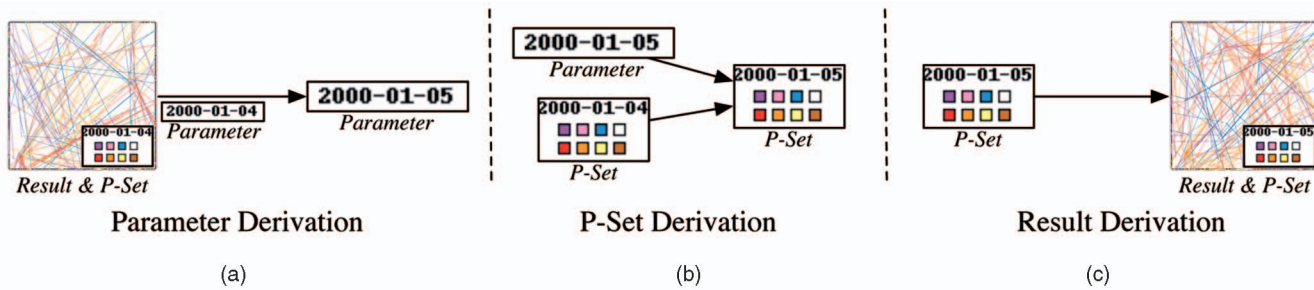 2000-01-04
Result & P-Set
2000-01-04
Parameter
2000-01-05
Parameter
Parameter Derivation
(a)
2000-01-05
Parameter
2000-01-04
P-Set
2000-01-05
P-Set
P-Set Derivation
(b)
2000-01-05
P-Set
2000-01-05
Result & P-Set
Result Derivation
(c)